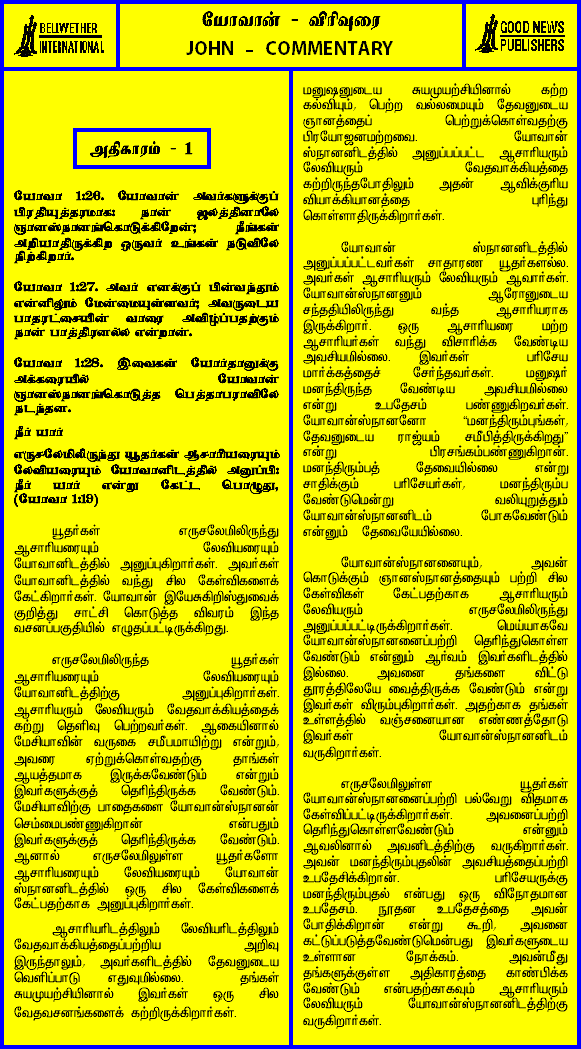 BELWETHER
INTERNATIONAL
யோவான் - விரிவுரை
JOHN - COMMENTARY
GOOD NEWS
PUBLISHERS
அதிகாரம் - 1
யோவா 1:26. யோவான் அவர்களுக்குப்
பிரதியுத்தரமாக: நான் ஜலத்தினாலே
ஞானஸ்நானங்கொடுக்கிறேன்; நீங்கள்
அறியாதிருக்கிற ஒருவர் உங்கள் நடுவிலே
நிற்கிறார்.
யோவா 1:27. அவர் எனக்குப் பின்வந்தும்
என்னிலும் மேன்மையுள்ளவர்; அவருடைய
பாதரட்சையின் வாரை அவிழ்ப்பதற்கும்
நான் பாத்திரனல்ல என்றான்.
யோவா 1:28. இவைகள் யோர்தானுக்கு
அக்கரையில் யோவான்
ஞானஸ்நானங்கொடுத்த பெத்தாபராவிலே
நடந்தன.
நீர் யார்
எருசலேமிலிருந்து யூதர்கள் ஆசாரியரையும்
லேவியரையும் யோவானிடத்தில் அனுப்பி:
நீர் யார் என்று கேட்ட பொழுது,
(யோவா 1:19)
யூதர்கள் எருசலேமிலிருந்து
ஆசாரியரையும் லேவியரையும்
யோவானிடத்தில் அனுப்புகிறார்கள். அவர்கள்
யோவானிடத்தில் வந்து சில கேள்விகளைக்
கேட்கிறார்கள். யோவான் இயேசுகிறிஸ்துவைக்
குறித்து சாட்சி கொடுத்த விவரம் இந்த
வசனப்பகுதியில் எழுதப்பட்டிருக்கிறது.
எருசலேமிலிருந்த யூதர்கள்
ஆசாரியரையும் லேவியரையும்
யோவானிடத்திற்கு அனுப்புகிறார்கள்.
ஆசாரியரும் லேவியரும் வேதவாக்கியத்தைக்
கற்று தெளிவு பெற்றவர்கள். ஆகையினால்
மேசியாவின் வருகை சமீபமாயிற்று என்றும்,
அவரை ஏற்றுக்கொள்வதற்கு தாங்கள்
ஆயத்தமாக இருக்கவேண்டும் என்றும்
இவர்களுக்குத் தெரிந்திருக்க வேண்டும்.
மேசியாவிற்கு பாதைகளை யோவான்ஸ்நானன்
செம்மைபண்ணுகிறான் என்பதும்
இவர்களுக்குத் தெரிந்திருக்க வேண்டும்.
ஆனால் எருசலேமிலுள்ள யூதர்களோ
ஆசாரியரையும் லேவியரையும் யோவான்
ஸ்நானனிடத்தில் ஒரு சில கேள்விகளைக்
கேட்பதற்காக அனுப்புகிறார்கள்.
ஆசாரியரிடத்திலும் லேவியரிடத்திலும்
வேதவாக்கியத்தைப்பற்றிய அறிவு
இருந்தாலும், அவர்களிடத்தில் தேவனுடைய
வெளிப்பாடு எதுவுமில்லை. தங்கள்
சுயமுயற்சியினால் இவர்கள் ஒரு சில
வேதவசனங்களைக் கற்றிருக்கிறார்கள்.
மனுஷனுடைய சுயமுயற்சியினால் கற்ற
கல்வியும், பெற்ற வல்லமையும் தேவனுடைய
ஞானத்தைப் பெற்றுக்கொள்வதற்கு
பிரயோஜனமற்றவை. யோவான்
ஸ்நானனிடத்தில் அனுப்பப்பட்ட ஆசாரியரும்
லேவியரும் வேதவாக்கியத்தை
கற்றிருந்தபோதிலும் அதன் ஆவிக்குரிய
வியாக்கியானத்தை புரிந்து
கொள்ளாதிருக்கிறார்கள்.
யோவான் ஸ்நானனிடத்தில்
அனுப்பப்பட்டவர்கள் சாதாரண யூதர்களல்ல.
அவர்கள் ஆசாரியரும் லேவியரும் ஆவார்கள்.
யோவான்ஸ்நானனும் ஆரோனுடைய
சந்ததியிலிருந்து வந்த ஆசாரியராக
இருக்கிறார். ஒரு ஆசாரியரை மற்ற
ஆசாரியர்கள் வந்து விசாரிக்க வேண்டிய
அவசியமில்லை. இவர்கள் பரிசேய
மார்க்கத்தைச் சேர்ந்தவர்கள். மனுஷர்
மனந்திருந்த வேண்டிய அவசியமில்லை
என்று உபதேசம் பண்ணுகிறவர்கள்.
யோவான்ஸ்நானனோ "மனந்திரும்புங்கள்,
தேவனுடைய ராஜ்யம் சமீபித்திருக்கிறது"
என்று பிரசங்கம்பண்ணுகிறான்.
மனந்திரும்பத் தேவையில்லை என்று
சாதிக்கும் பரிசேயர்கள், மனந்திரும்ப
வேண்டுமென்று வலியுறுத்தும்
யோவான்ஸ்நானனிடம் போகவேண்டும்
என்னும் தேவையேயில்லை.
யோவான்ஸ்நானனையும், அவன்
கொடுக்கும் ஞானஸ்நானத்தையும் பற்றி சில
கேள்விகள் கேட்பதற்காக ஆசாரியரும்
லேவியரும் எருசலேமிலிருந்து
அனுப்பப்பட்டிருக்கிறார்கள். மெய்யாகவே
யோவான்ஸ்நானனைப்பற்றி தெரிந்துகொள்ள
வேண்டும் என்னும் ஆர்வம் இவர்களிடத்தில்
இல்லை. அவனை தங்களை விட்டு
தூரத்திலேயே வைத்திருக்க வேண்டும் என்று
இவர்கள் விரும்புகிறார்கள். அதற்காக தங்கள்
உள்ளத்தில் வஞ்சனையான எண்ணத்தோடு
இவர்கள் யோவான்ஸ்நானனிடம்
வருகிறார்கள்.
எருசலேமிலுள்ள யூதர்கள்
யோவான்ஸ்நானனைப்பற்றி பல்வேறு விதமாக
கேள்விப்பட்டிருக்கிறார்கள். அவனைப்பற்றி
தெரிந்துகொள்ளவேண்டும் என்னும்
ஆவலினால் அவனிடத்திற்கு வருகிறார்கள்.
அவன் மனந்திரும்புதலின் அவசியத்தைப்பற்றி
உபதேசிக்கிறான். பரிசேயருக்கு
மனந்திரும்புதல் என்பது ஒரு விநோதமான
உபதேசம். நூதன உபதேசத்தை அவன்
போதிக்கிறான் என்று கூறி, அவனை
கட்டுப்படுத்தவேண்டுமென்பது இவர்களுடைய
உள்ளான நோக்கம். அவன்மீது
தங்களுக்குள்ள அதிகாரத்தை காண்பிக்க
வேண்டும் என்பதற்காகவும் ஆசாரியரும்
லேவியரும் யோவான்ஸ்நானனிடத்திற்கு
வருகிறார்கள்.